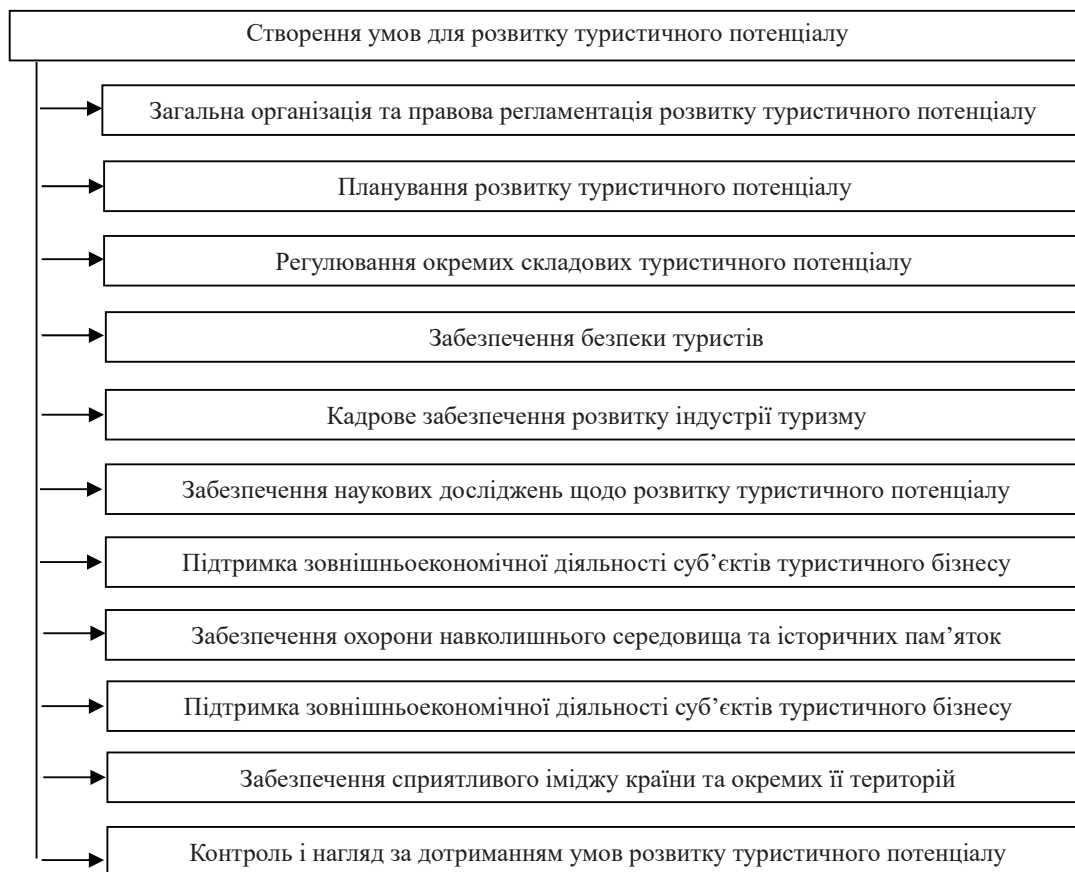 Створення умов для розвитку туристичного потенціалу
Загальна організація та правова регламентація розвитку туристичного потенціалу
Планування розвитку туристичного потенціалу
Регулювання окремих складових туристичного потенціалу
Забезпечення безпеки туристів
Кадрове забезпечення розвитку індустрії туризму
Забезпечення наукових досліджень щодо розвитку туристичного потенціалу
Підтримка зовнішньоекономічної діяльності суб’єктів туристичного бізнесу
Забезпечення охорони навколишнього середовища та історичних пам’яток
Підтримка зовнішньоекономічної діяльності суб’єктів туристичного бізнесу
Забезпечення сприятливого іміджу країни та окремих її територій
Контроль і нагляд за дотриманням умов розвитку туристичного потенціалу